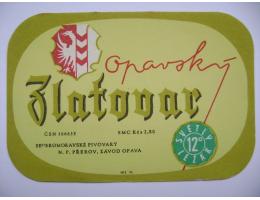 Opavský
Zlatovar
ČSN 566635
SMC Kčs 2,80
SEVEROMORAVSKÉ PIVOVARY
N. P. PŘEROV, ZÁVOD OPAVA
SVĚTLÝ
12°
LEŽÁK